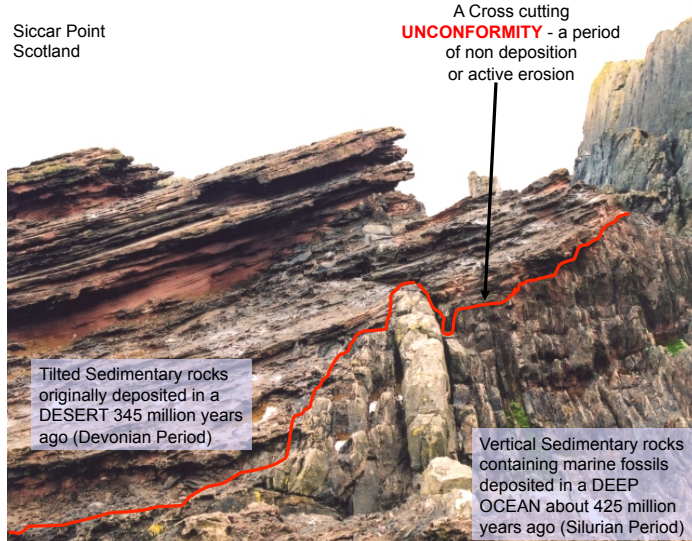 Siccar Point
Scotland
A Cross cutting
UNCONFORMITY - a period
of non deposition
or active erosion
Tilted Sedimentary rocks
originally deposited in a
DESERT 345 million years
ago (Devonian Period)
Vertical Sedimentary rocks
containing marine fossils
deposited in a DEEP
OCEAN about 425 million
years ago (Silurian Period)